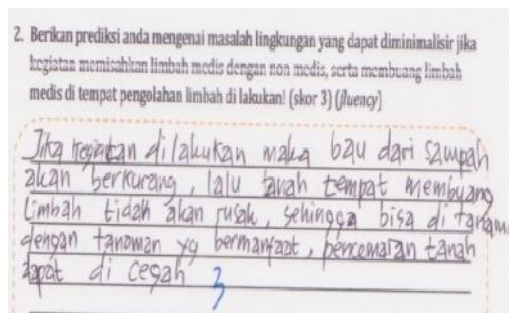 2. Berikan prediksi anda mengenai masalah lingkungan yang dapat diminimalisir jika
kegiatan memisahkan limbah medis dengan non medis, serta membuang limbah
medis di tempat pengolahan limbah di lakukan! (skor 3) (fluency)
Jika kegiatan dilakukan maka bau dari sampah
akan berkurang, lalu tanah tempat membuang
Limbah tidak akan rusak, sehingga bisa di tanam
dengan tanaman yg bermanfaat, pencemaran tanah
dapat di cegah
3